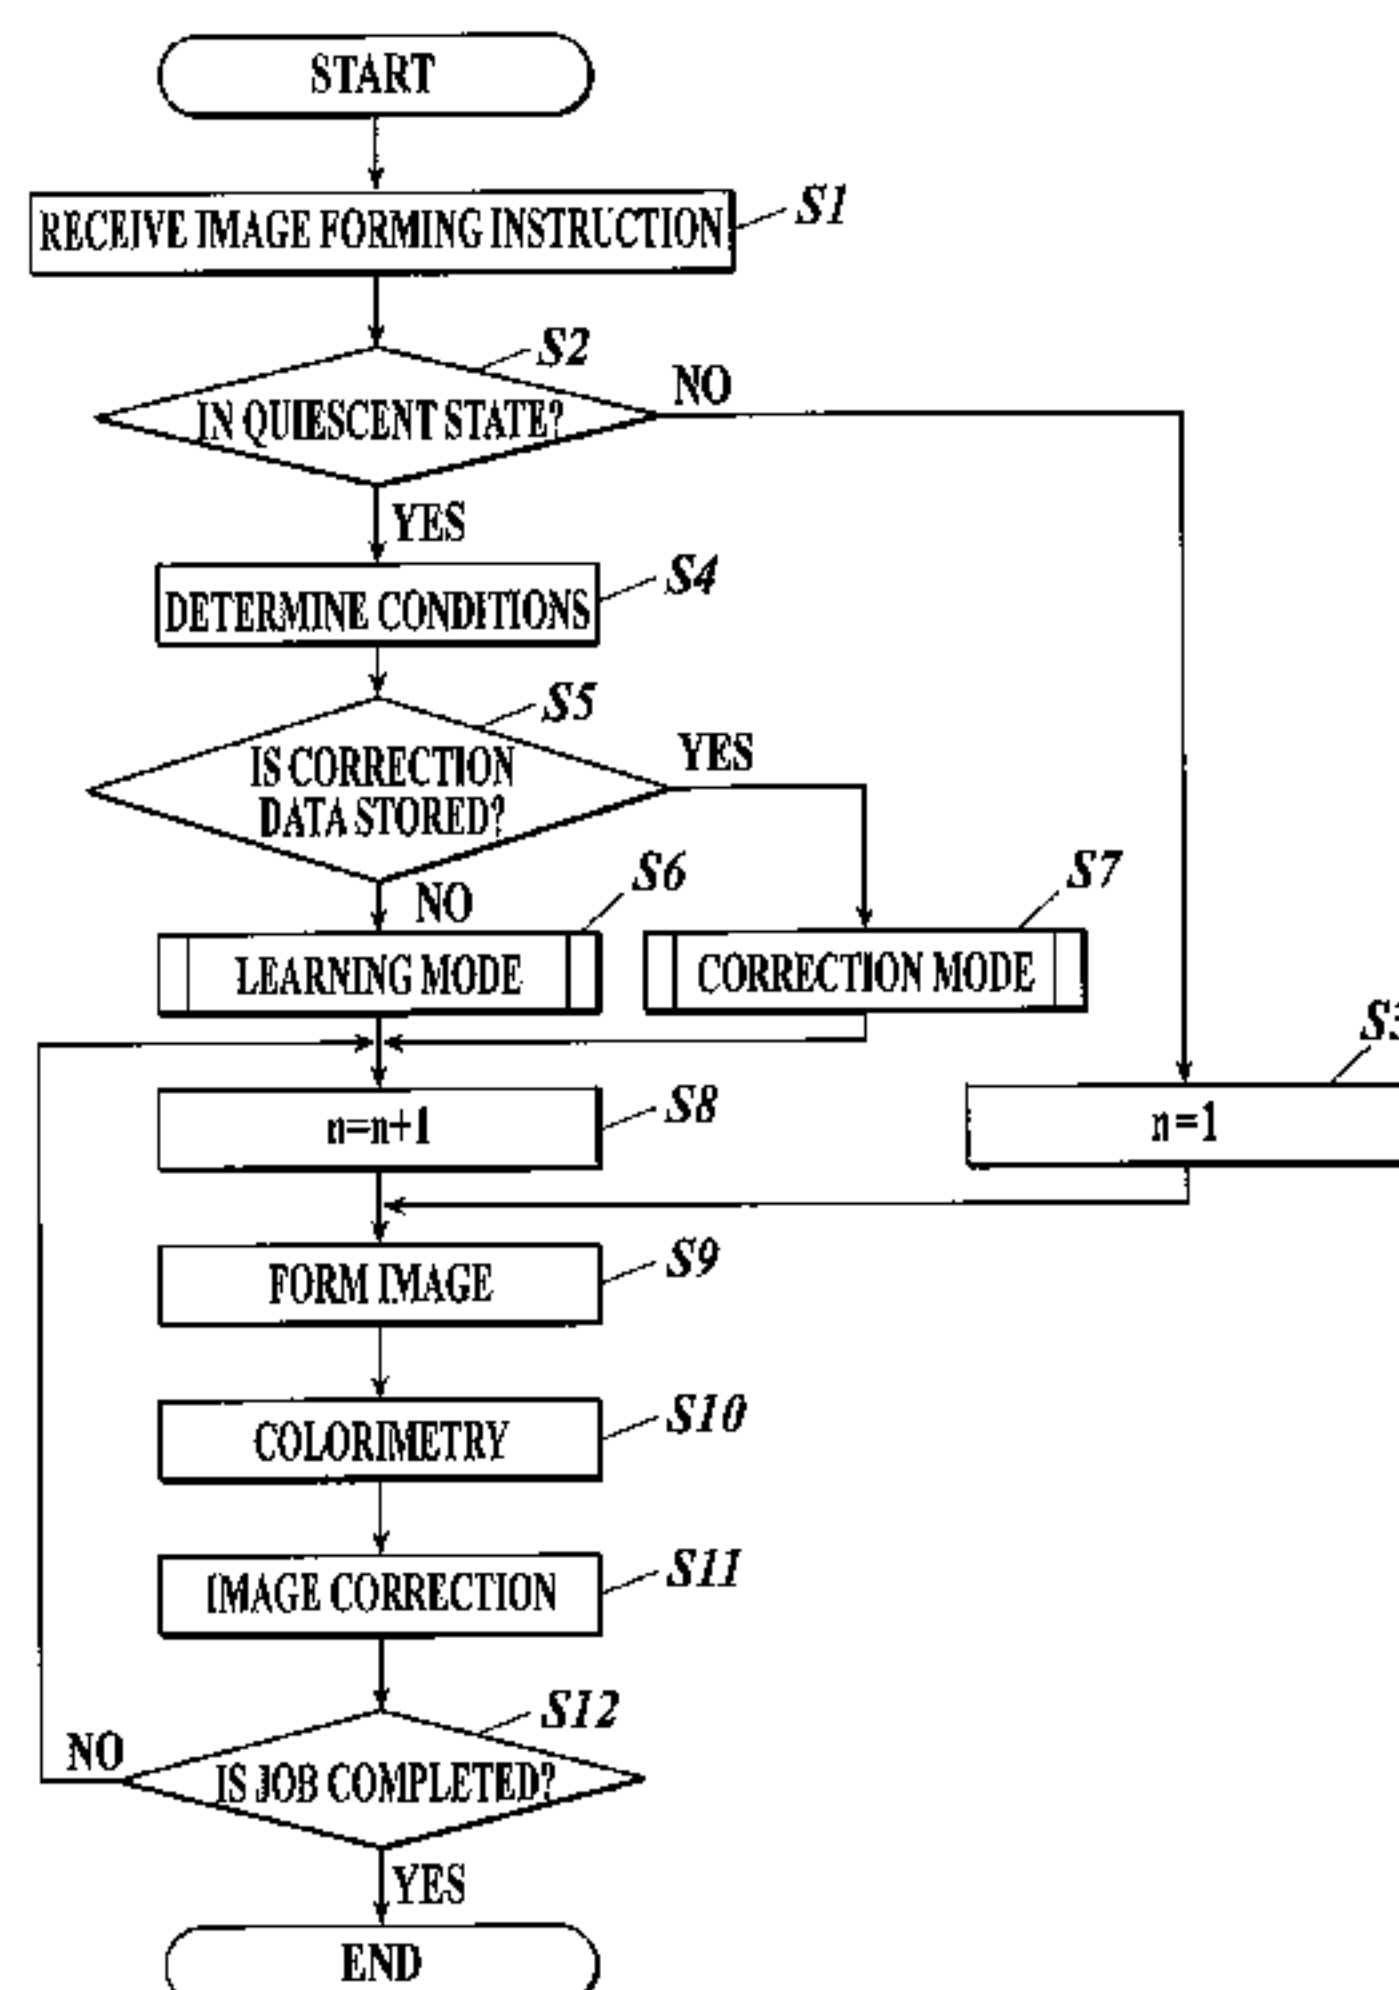 START
RECEIVE IMAGE FORMING INSTRUCTION
S1
S2
IN QUIESCENT STATE?
NO
YES
S4
DETERMINE CONDITIONS
S5
IS CORRECTION
DATA STORED?
YES
NO
S6
LEARNING MODE
S7
CORRECTION MODE
n=n+1
S8
n=1
FORM IMAGE
S9
COLORIMETRY
S10
IMAGE CORRECTION
S11
S12
IS JOB COMPLETED?
NO
YES
END